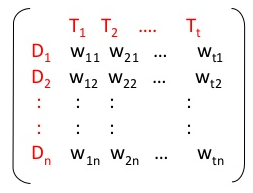 T1 T2 .... Tt
D1 w11 w21 ... wt1
D2 w12 w22 ... wt2
: : : :
: : : :
Dn w1n w2n ... wtn